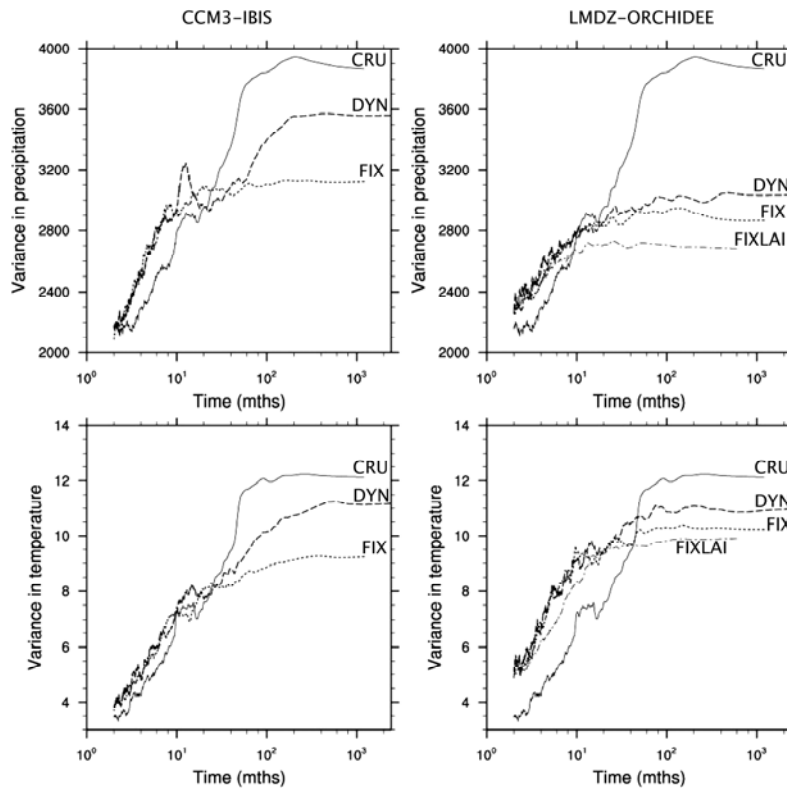 CCM3-IBIS
4000
3600
3200
2800
2400
2000
Variance in precipitation
CRU
DYN
FIX
10⁰ 10¹ 10² 10³
Time (mths)
LMDZ-ORCHIDEE
4000
3600
3200
2800
2400
2000
Variance in precipitation
CRU
DYN
FIX
FIXLAI
10⁰ 10¹ 10² 10³
Time (mths)
14
12
10
8
6
4
Variance in temperature
CRU
DYN
FIX
10⁰ 10¹ 10² 10³
Time (mths)
14
12
10
8
6
4
Variance in temperature
CRU
DYN
FIX
FIXLAI
10⁰ 10¹ 10² 10³
Time (mths)